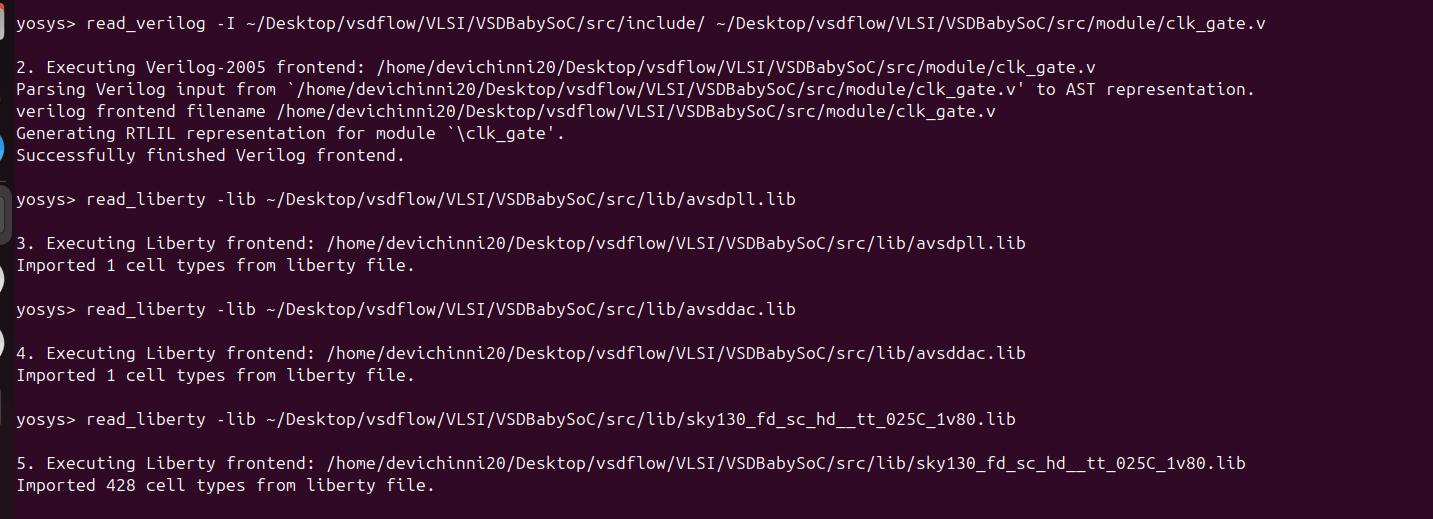 yosys> read_verilog -I ~/Desktop/vsdflow/VLSI/VSDBabySoC/src/include/ ~/Desktop/vsdflow/VLSI/VSDBabySoC/src/module/clk_gate.v
2. Executing Verilog-2005 frontend: /home/devichinni20/Desktop/vsdflow/VLSI/VSDBabySoC/src/module/clk_gate.v
Parsing Verilog input from `/home/devichinni20/Desktop/vsdflow/VLSI/VSDBabySoC/src/module/clk_gate.v' to AST representation.
verilog frontend filename /home/devichinni20/Desktop/vsdflow/VLSI/VSDBabySoC/src/module/clk_gate.v
Generating RTLIL representation for module `\clk_gate'.
Successfully finished Verilog frontend.
yosys> read_liberty -lib ~/Desktop/vsdflow/VLSI/VSDBabySoC/src/lib/avsdpll.lib
3. Executing Liberty frontend: /home/devichinni20/Desktop/vsdflow/VLSI/VSDBabySoC/src/lib/avsdpll.lib
Imported 1 cell types from liberty file.
yosys> read_liberty -lib ~/Desktop/vsdflow/VLSI/VSDBabySoC/src/lib/avsddac.lib
4. Executing Liberty frontend: /home/devichinni20/Desktop/vsdflow/VLSI/VSDBabySoC/src/lib/avsddac.lib
Imported 1 cell types from liberty file.
yosys> read_liberty -lib ~/Desktop/vsdflow/VLSI/VSDBabySoC/src/lib/sky130_fd_sc_hd__tt_025C_1v80.lib
5. Executing Liberty frontend: /home/devichinni20/Desktop/vsdflow/VLSI/VSDBabySoC/src/lib/sky130_fd_sc_hd__tt_025C_1v80.lib
Imported 428 cell types from liberty file.